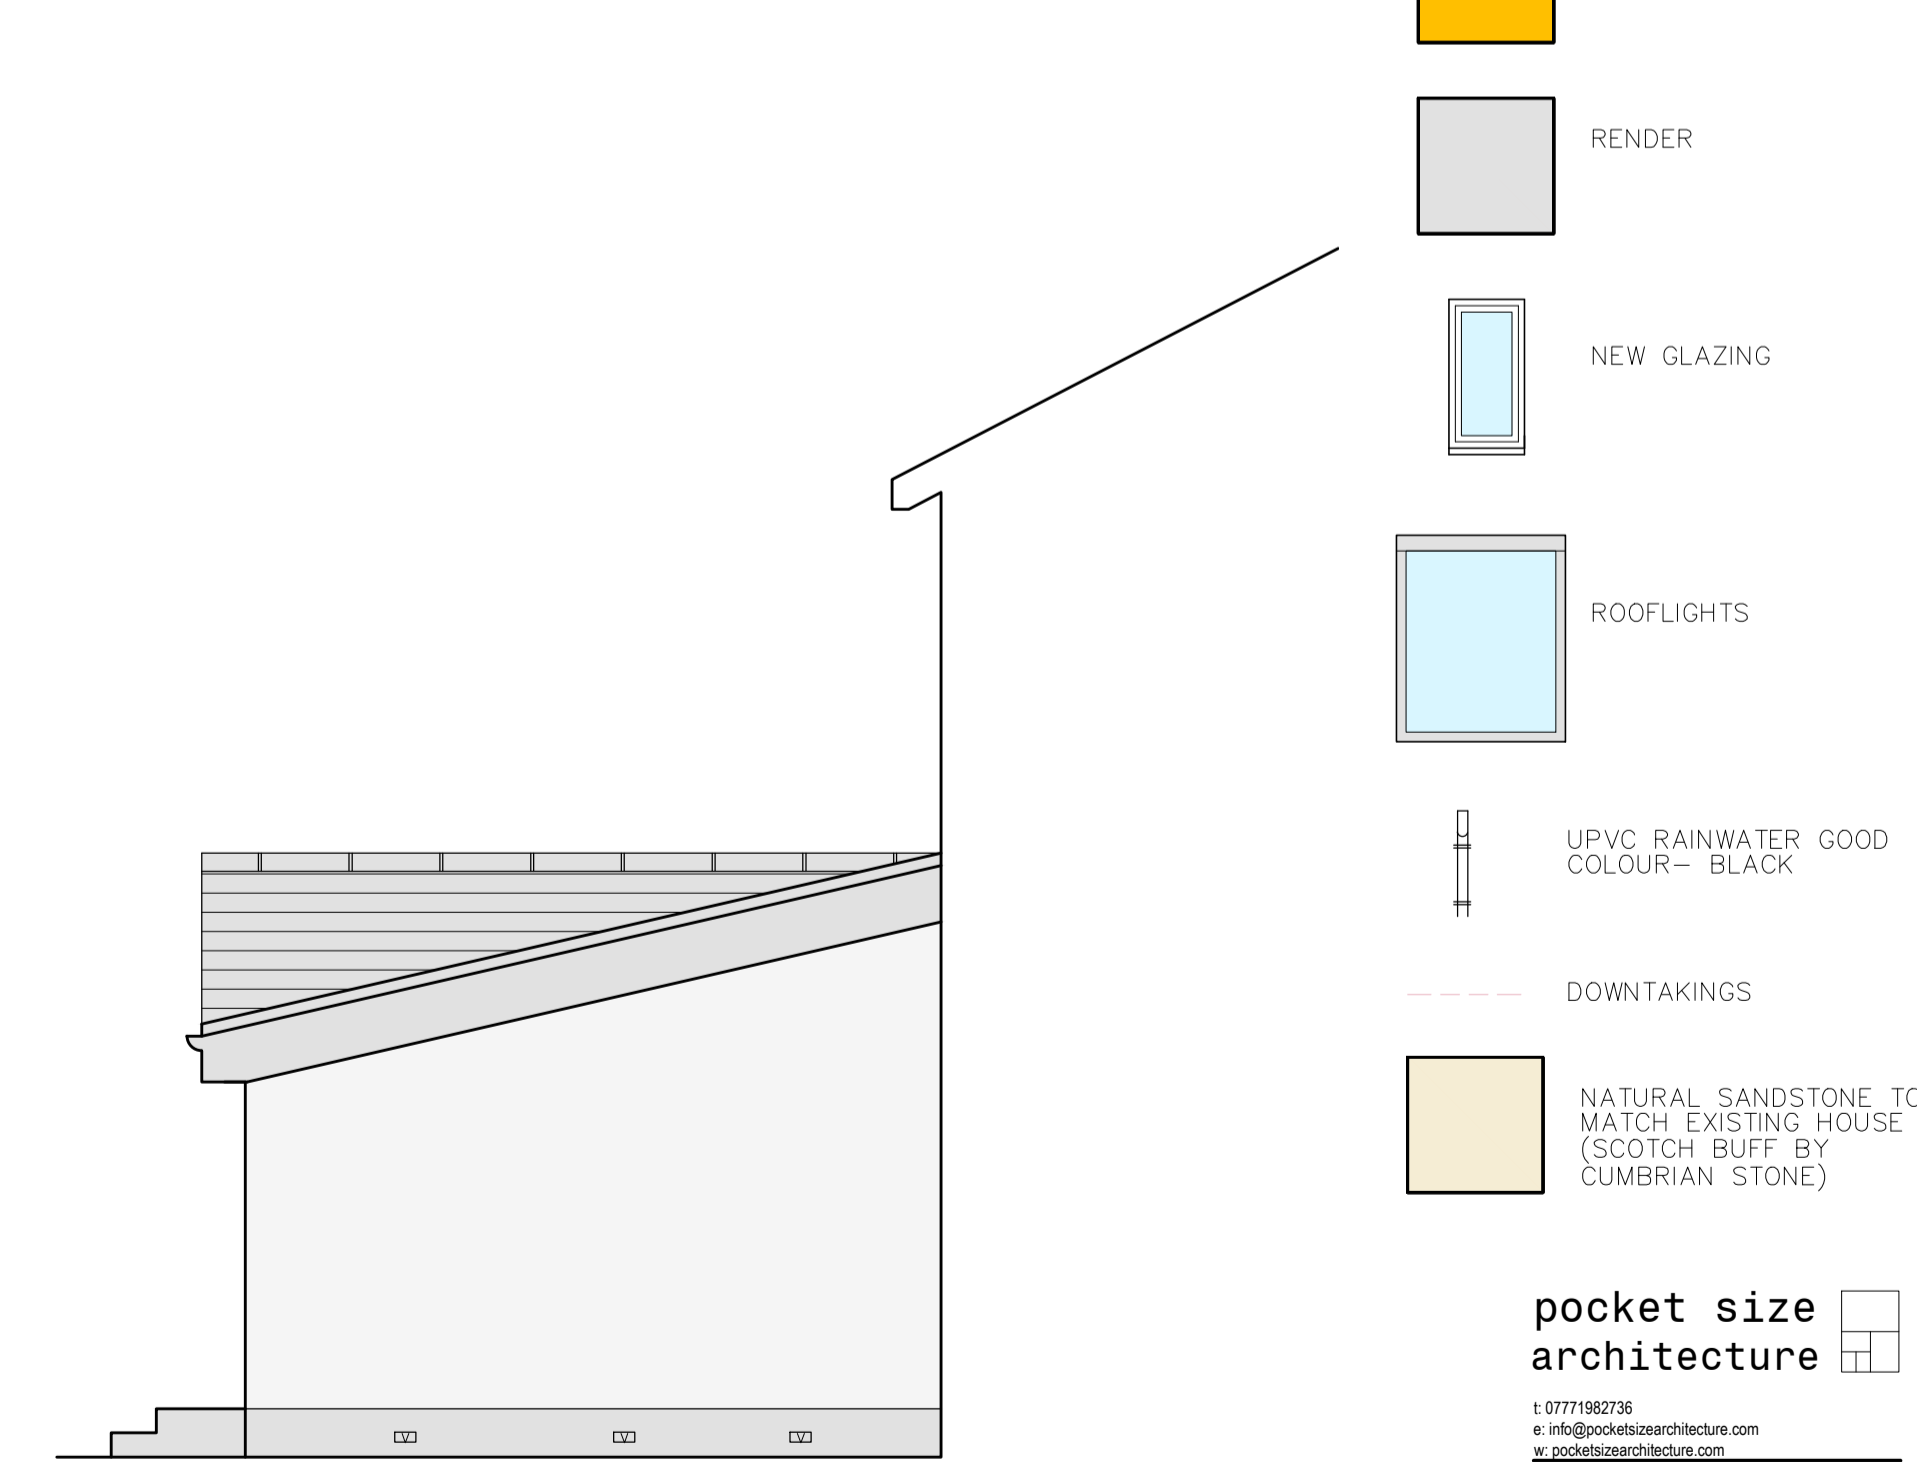 RENDER
NEW GLAZING
ROOFLIGHTS
UPVC RAINWATER GOOD
COLOUR– BLACK
DOWNTAKINGS
NATURAL SANDSTONE TO
MATCH EXISTING HOUSE
(SCOTCH BUFF BY
CUMBRIAN STONE)
V V V
pocket size
architecture
t: 07771982736
e: info@pocketsizearchitecture.com
w: pocketsizearchitecture.com